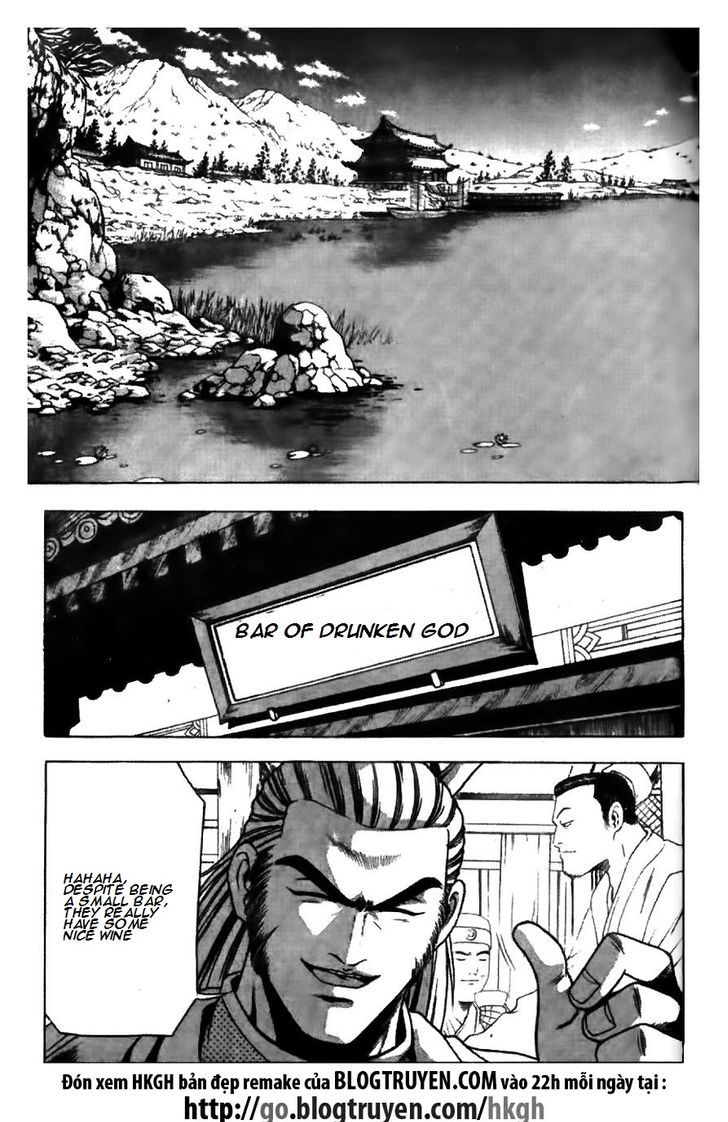 BAR OF DRUNKEN GOD
HAHAHA,
DESPITE BEING
A SMALL BAR,
THEY REALLY
HAVE SOME
NICE WINE
Đón xem HKGH bản đẹp remake của BLOGTRUYEN.COM vào 22h mỗi ngày tại :
http://go.blogtruyen.com/hkgh